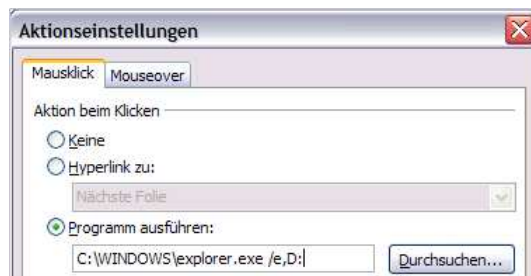 Aktionseinstellungen
Mausklick Mouseover
Aktion beim Klicken
Keine
Hyperlink zu:
Nächste Folie
Programm ausführen:
C:\WINDOWS\explorer.exe /e,D:
Durchsuchen...